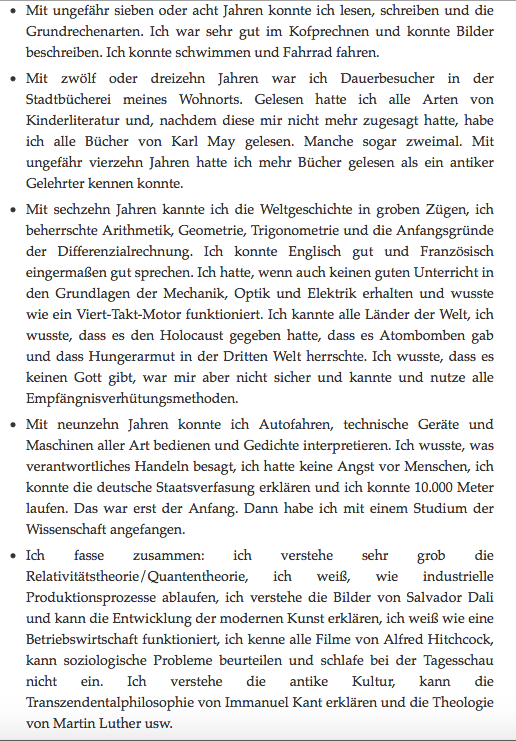 • Mit ungefähr sieben oder acht Jahren konnte ich lesen, schreiben und die
Grundrechenarten. Ich war sehr gut im Kofprechnen und konnte Bilder
beschreiben. Ich konnte schwimmen und Fahrrad fahren.
• Mit zwölf oder dreizehn Jahren war ich Dauerbesucher in der
Stadtbücherei meines Wohnorts. Gelesen hatte ich alle Arten von
Kinderliteratur und, nachdem diese mir nicht mehr zugesagt hatte, habe
ich alle Bücher von Karl May gelesen. Manche sogar zweimal. Mit
ungefähr vierzehn Jahren hatte ich mehr Bücher gelesen als ein antiker
Gelehrter kennen konnte.
• Mit sechzehn Jahren kannte ich die Weltgeschichte in groben Zügen, ich
beherrschte Arithmetik, Geometrie, Trigonometrie und die Anfangsgründe
der Differenzialrechnung. Ich konnte Englisch gut und Französisch
eingermaßen gut sprechen. Ich hatte, wenn auch keinen guten Unterricht in
den Grundlagen der Mechanik, Optik und Elektrik erhalten und wusste
wie ein Viert-Takt-Motor funktioniert. Ich kannte alle Länder der Welt, ich
wusste, dass es den Holocaust gegeben hatte, dass es Atombomben gab
und dass Hungerarmut in der Dritten Welt herrschte. Ich wusste, dass es
keinen Gott gibt, war mir aber nicht sicher und kannte und nutze alle
Empfängnisverhütungsmethoden.
• Mit neunzehn Jahren konnte ich Autofahren, technische Geräte und
Maschinen aller Art bedienen und Gedichte interpretieren. Ich wusste, was
verantwortliches Handeln besagt, ich hatte keine Angst vor Menschen, ich
konnte die deutsche Staatsverfasung erklären und ich konnte 10.000 Meter
laufen. Das war erst der Anfang. Dann habe ich mit einem Studium der
Wissenschaft angefangen.
• Ich fasse zusammen: ich verstehe sehr grob die
Relativitätstheorie/Quantentheorie, ich weiß, wie industrielle
Produktionsprozesse ablaufen, ich verstehe die Bilder von Salvador Dali
und kann die Entwicklung der modernen Kunst erklären, ich weiß wie eine
Betriebswirtschaft funktioniert, ich kenne alle Filme von Alfred Hitchcock,
kann soziologische Probleme beurteilen und schlafe bei der Tagesschau
nicht ein. Ich verstehe die antike Kultur, kann die
Transzendentalphilosophie von Immanuel Kant erklären und die Theologie
von Martin Luther usw.